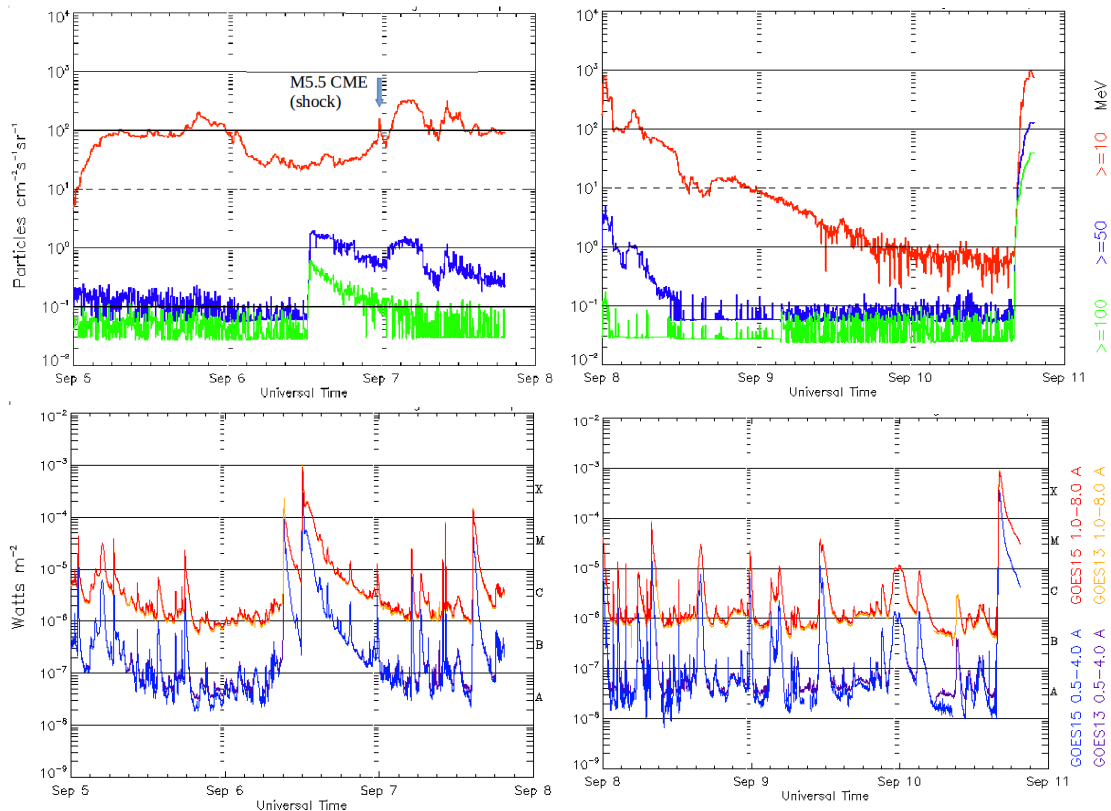 10⁴
10³
10²
10¹
10⁰
10⁻¹
10⁻²
Particles cm⁻²s⁻¹sr⁻¹
M5.5 CME
(shock)
Sep 5 Sep 6 Sep 7 Sep 8
Universal Time
10⁴
10³
10²
10¹
10⁰
10⁻¹
10⁻²
Sep 8 Sep 9 Sep 10 Sep 11
Universal Time
>=10 MeV
>=50
>=100
10⁻²
10⁻³
10⁻⁴
10⁻⁵
10⁻⁶
10⁻⁷
10⁻⁸
10⁻⁹
Watts m⁻²
X
M
C
B
A
Sep 5 Sep 6 Sep 7 Sep 8
Universal Time
10⁻²
10⁻³
10⁻⁴
10⁻⁵
10⁻⁶
10⁻⁷
10⁻⁸
10⁻⁹
X
M
C
B
A
Sep 8 Sep 9 Sep 10 Sep 11
Universal Time
GOES15 1.0-8.0 A
GOES13 1.0-8.0 A
GOES15 0.5-4.0 A
GOES13 0.5-4.0 A